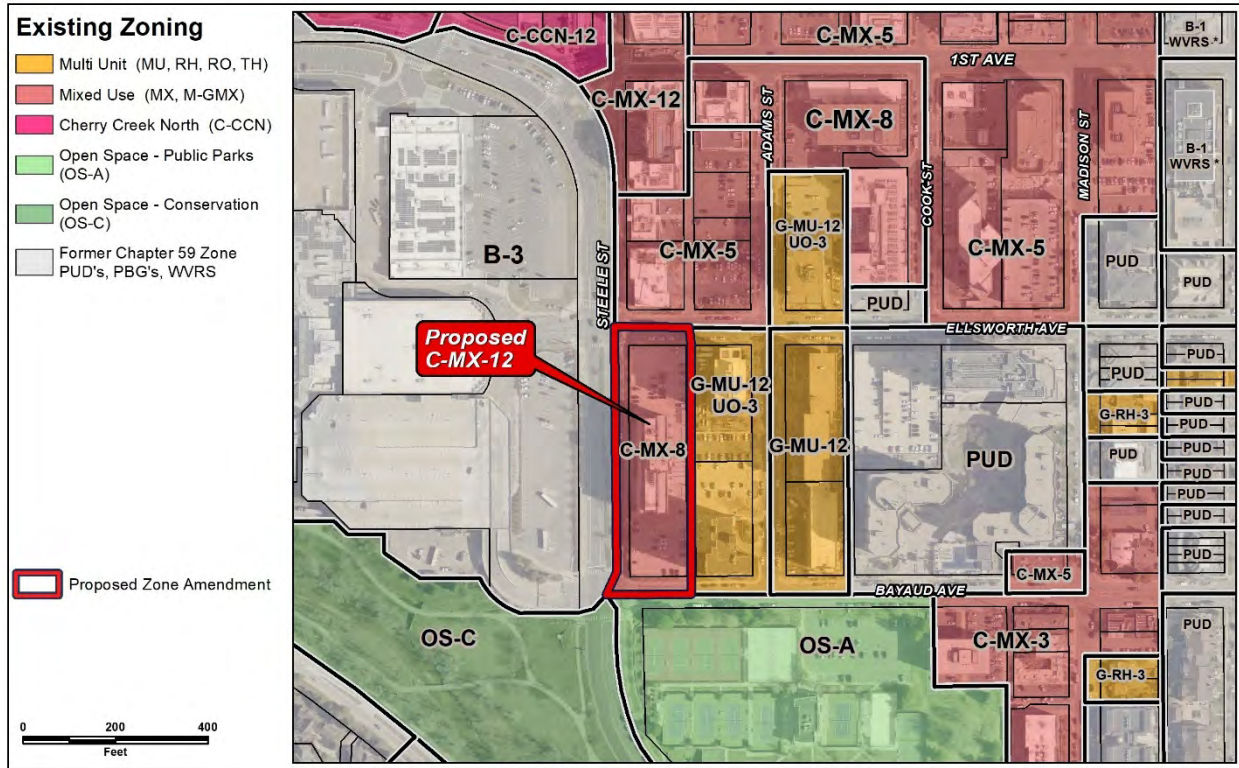 Existing Zoning
Multi Unit (MU, RH, RO, TH)
Mixed Use (MX, M-GMX)
Cherry Creek North (C-CCN)
Open Space - Public Parks
(OS-A)
Open Space - Conservation
(OS-C)
Former Chapter 59 Zone
PUD's, PBG's, WVRS
Proposed Zone Amendment
0 200 400
Feet
C-CCN-12
C-MX-5
1ST AVE
B-1
WVRS *
C-MX-12
ADAMS ST
C-MX-8
COOK ST
MADISON ST
B-1
WVRS *
B-3
STEELE ST
C-MX-5
G-MU-12
UO-3
C-MX-5
PUD
PUD
PUD
ELLSWORTH AVE
Proposed
C-MX-12
C-MX-8
G-MU-12
UO-3
G-MU-12
PUD
PUD
PUD
G-RH-3
PUD
PUD
PUD
PUD
PUD
PUD
PUD
PUD
C-MX-5
BAYAUD AVE
OS-C
OS-A
C-MX-3
PUD
G-RH-3